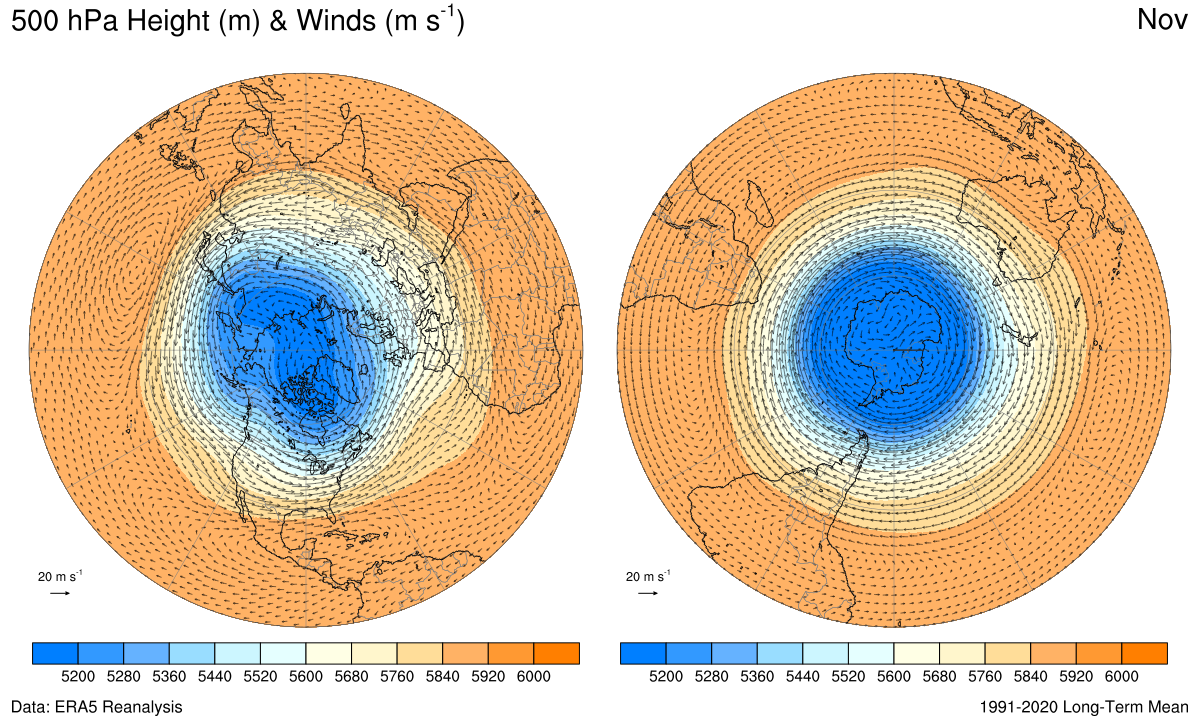 500 hPa Height (m) & Winds (m s-1)
Nov
20 m s-1
20 m s-1
5200 5280 5360 5440 5520 5600 5680 5760 5840 5920 6000
5200 5280 5360 5440 5520 5600 5680 5760 5840 5920 6000
Data: ERA5 Reanalysis
1991-2020 Long-Term Mean